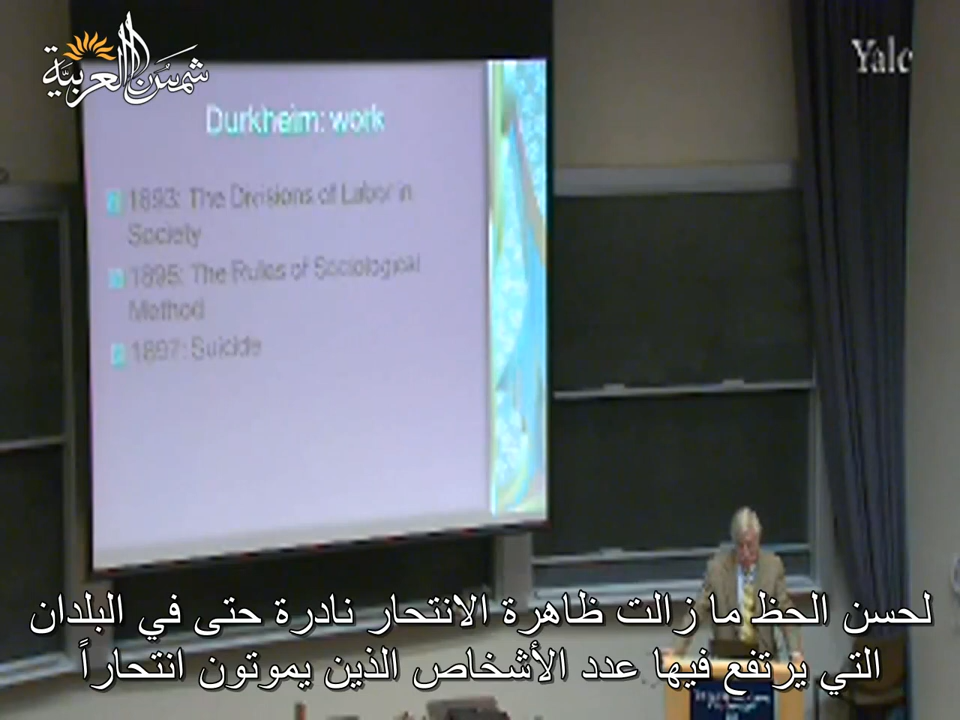 شمس العربية
Yale
Durkheim: work
1893: The Divisions of Labor in
Society
1895: The Rules of Sociological
Method
1897: Suicide
لحسن الحظ ما زالت ظاهرة الانتحار نادرة حتى في البلدان
التي يرتفع فيها عدد الأشخاص الذين يموتون انتحاراً